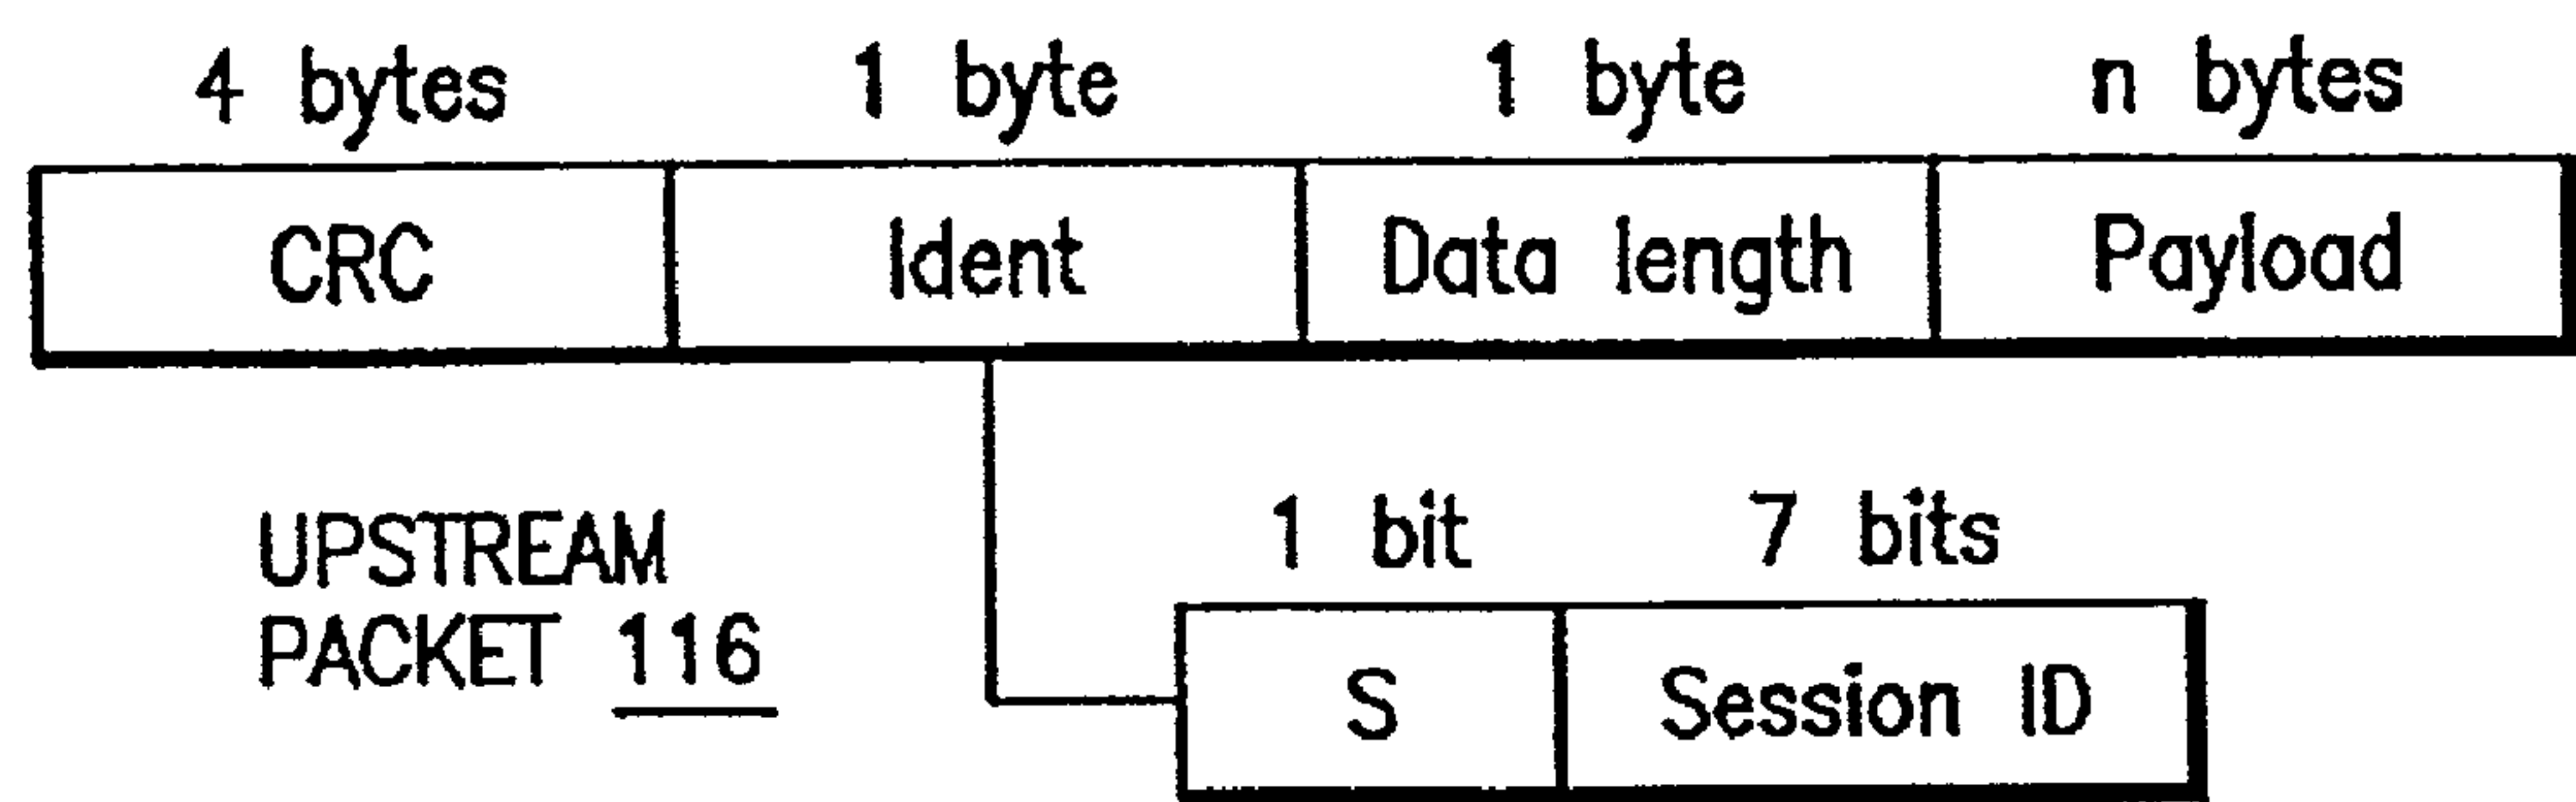 4 bytes 1 byte 1 byte n bytes
CRC Ident Data length Payload
1 bit 7 bits
UPSTREAM
PACKET 116
S Session ID